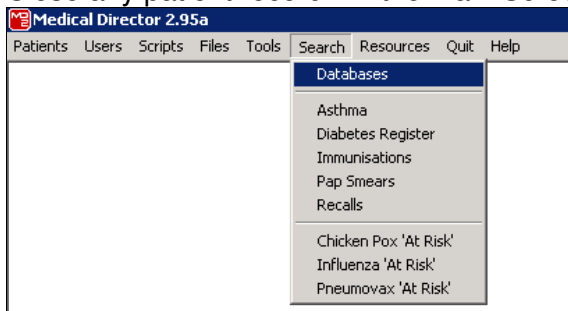 Medical Director 2.95a
Patients Users Scripts Files Tools Search Resources Quit Help
Databases
Asthma
Diabetes Register
Immunisations
Pap Smears
Recalls
Chicken Pox 'At Risk'
Influenza 'At Risk'
Pneumovax 'At Risk'